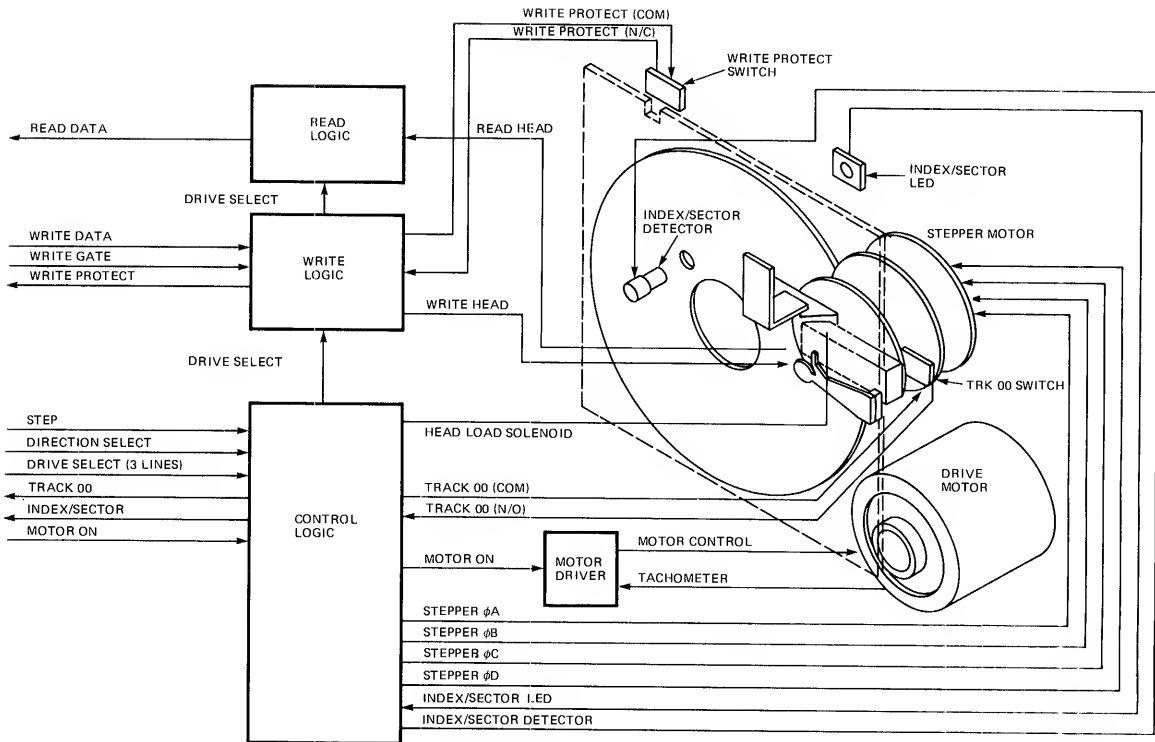 WRITE PROTECT (COM)
WRITE PROTECT (N/C)
WRITE PROTECT
SWITCH
READ DATA
READ
LOGIC
READ HEAD
INDEX/SECTOR
LED
DRIVE SELECT
INDEX/SECTOR
DETECTOR
STEPPER MOTOR
WRITE DATA
WRITE GATE
WRITE PROTECT
WRITE
LOGIC
WRITE HEAD
DRIVE SELECT
TRK 00 SWITCH
STEP
DIRECTION SELECT
DRIVE SELECT (3 LINES)
TRACK 00
INDEX/SECTOR
MOTOR ON
CONTROL
LOGIC
HEAD LOAD SOLENOID
TRACK 00 (COM)
TRACK 00 (N/O)
DRIVE
MOTOR
MOTOR ON
MOTOR
DRIVER
MOTOR CONTROL
TACHOMETER
STEPPER φA
STEPPER φB
STEPPER φC
STEPPER φD
INDEX/SECTOR LED
INDEX/SECTOR DETECTOR